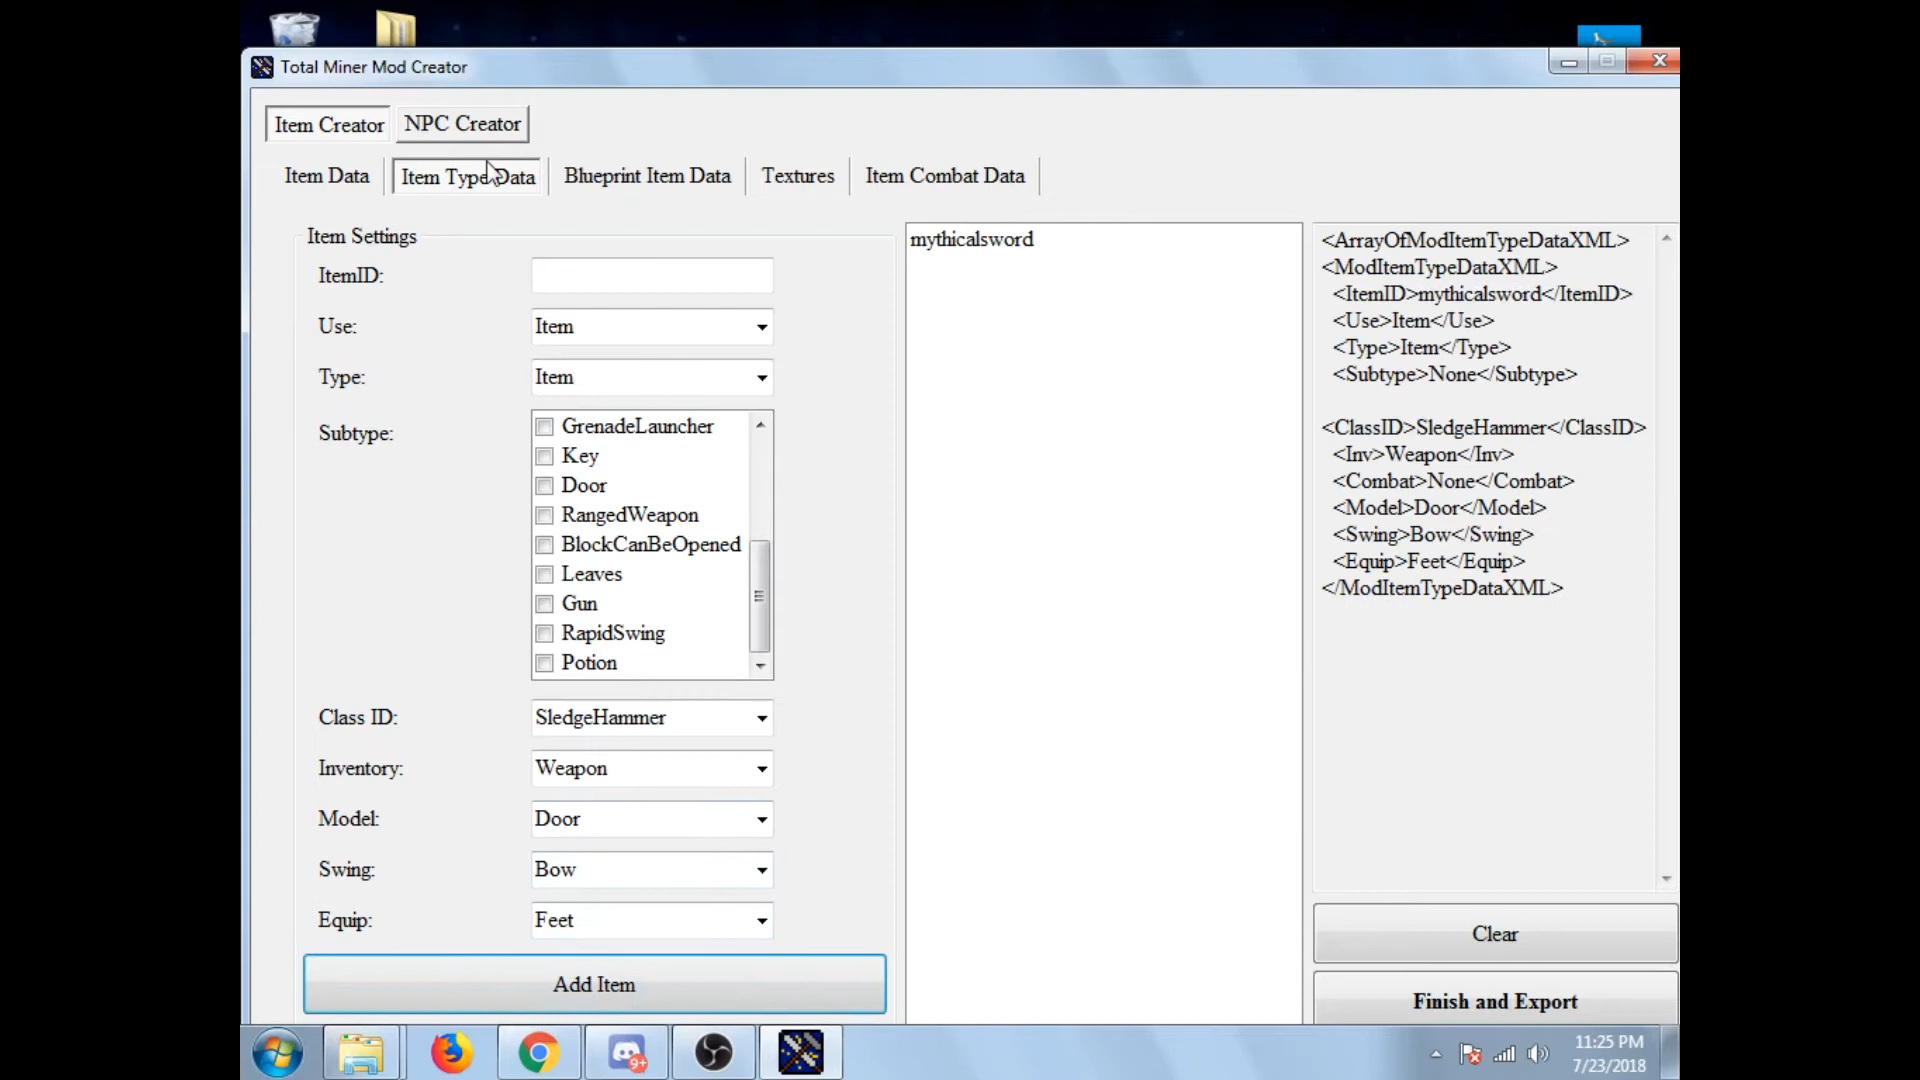 Total Miner Mod Creator
Item Creator NPC Creator
Item Data Item Type Data Blueprint Item Data Textures Item Combat Data
Item Settings
ItemID:
Use: Item
Type: Item
Subtype:
GrenadeLauncher
Key
Door
RangedWeapon
BlockCanBeOpened
Leaves
Gun
RapidSwing
Potion
Class ID: SledgeHammer
Inventory: Weapon
Model: Door
Swing: Bow
Equip: Feet
Add Item
mythicalsword
<ArrayOfModItemTypeDataXML>
<ModItemTypeDataXML>
<ItemID>mythicalsword</ItemID>
<Use>Item</Use>
<Type>Item</Type>
<Subtype>None</Subtype>
<ClassID>SledgeHammer</ClassID>
<Inv>Weapon</Inv>
<Combat>None</Combat>
<Model>Door</Model>
<Swing>Bow</Swing>
<Equip>Feet</Equip>
</ModItemTypeDataXML>
Clear
Finish and Export
9+
11:25 PM
7/23/2018